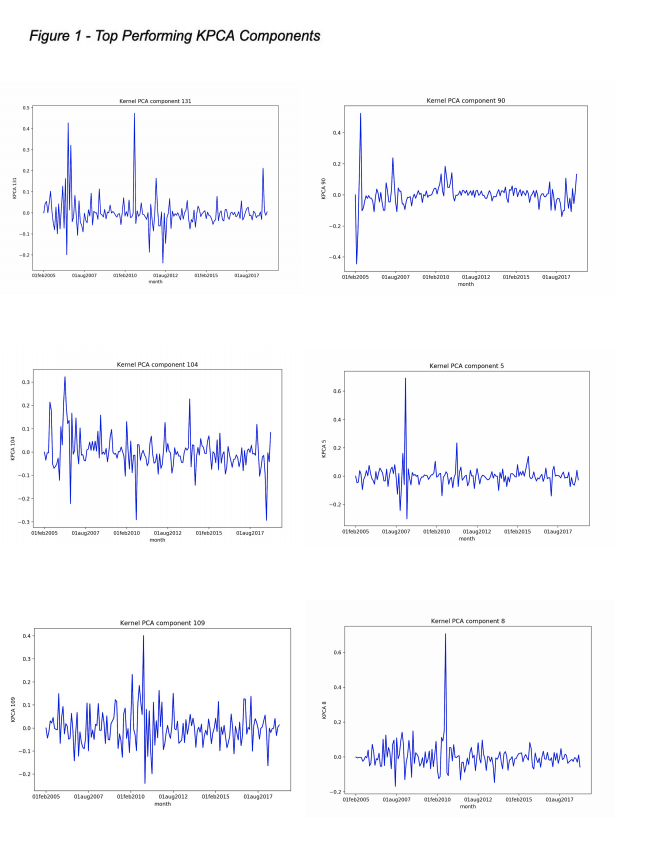 Figure 1 - Top Performing KPCA Components
Kernel PCA component 131
0.5
0.4
0.3
0.2
0.1
0.0
−0.1
−0.2
KPCA 131
01feb2005 01aug2007 01feb2010 01aug2012 01feb2015 01aug2017
month
Kernel PCA component 90
0.4
0.2
0.0
−0.2
−0.4
KPCA 90
01feb2005 01aug2007 01feb2010 01aug2012 01feb2015 01aug2017
month
Kernel PCA component 104
0.3
0.2
0.1
0.0
−0.1
−0.2
−0.3
KPCA 104
01feb2005 01aug2007 01feb2010 01aug2012 01feb2015 01aug2017
month
Kernel PCA component 5
0.6
0.4
0.2
0.0
−0.2
KPCA 5
01feb2005 01aug2007 01feb2010 01aug2012 01feb2015 01aug2017
month
Kernel PCA component 109
0.4
0.3
0.2
0.1
0.0
−0.1
−0.2
KPCA 109
01feb2005 01aug2007 01feb2010 01aug2012 01feb2015 01aug2017
month
Kernel PCA component 8
0.6
0.4
0.2
0.0
−0.2
KPCA 8
01feb2005 01aug2007 01feb2010 01aug2012 01feb2015 01aug2017
month